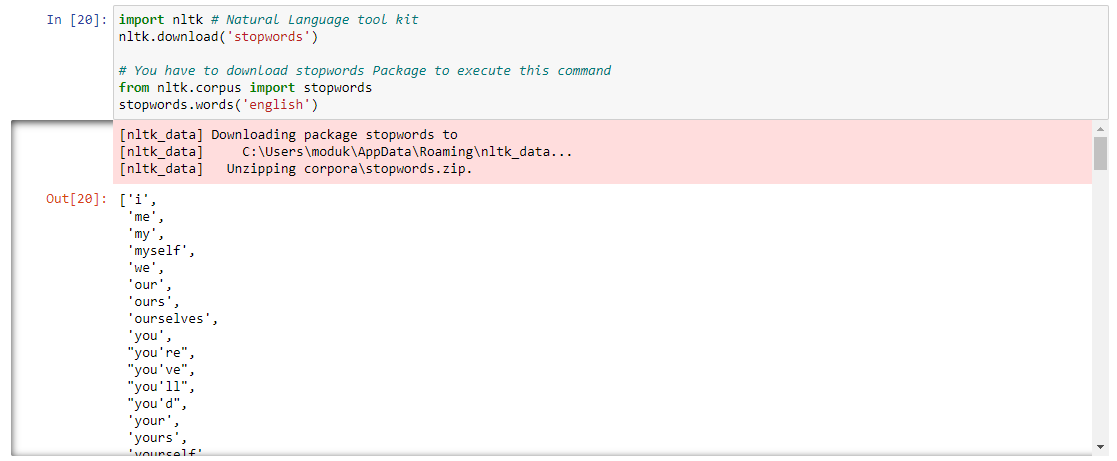 In [20]: import nltk # Natural Language tool kit
nltk.download('stopwords')
# You have to download stopwords Package to execute this command
from nltk.corpus import stopwords
stopwords.words('english')
[nltk_data] Downloading package stopwords to
[nltk_data]     C:\Users\moduk\AppData\Roaming\nltk_data...
[nltk_data]   Unzipping corpora\stopwords.zip.
Out[20]: ['i',
'me',
'my',
'myself',
'we',
'our',
'ours',
'ourselves',
'you',
"you're",
"you've",
"you'll",
"you'd",
'your',
'yours',
'yourself'